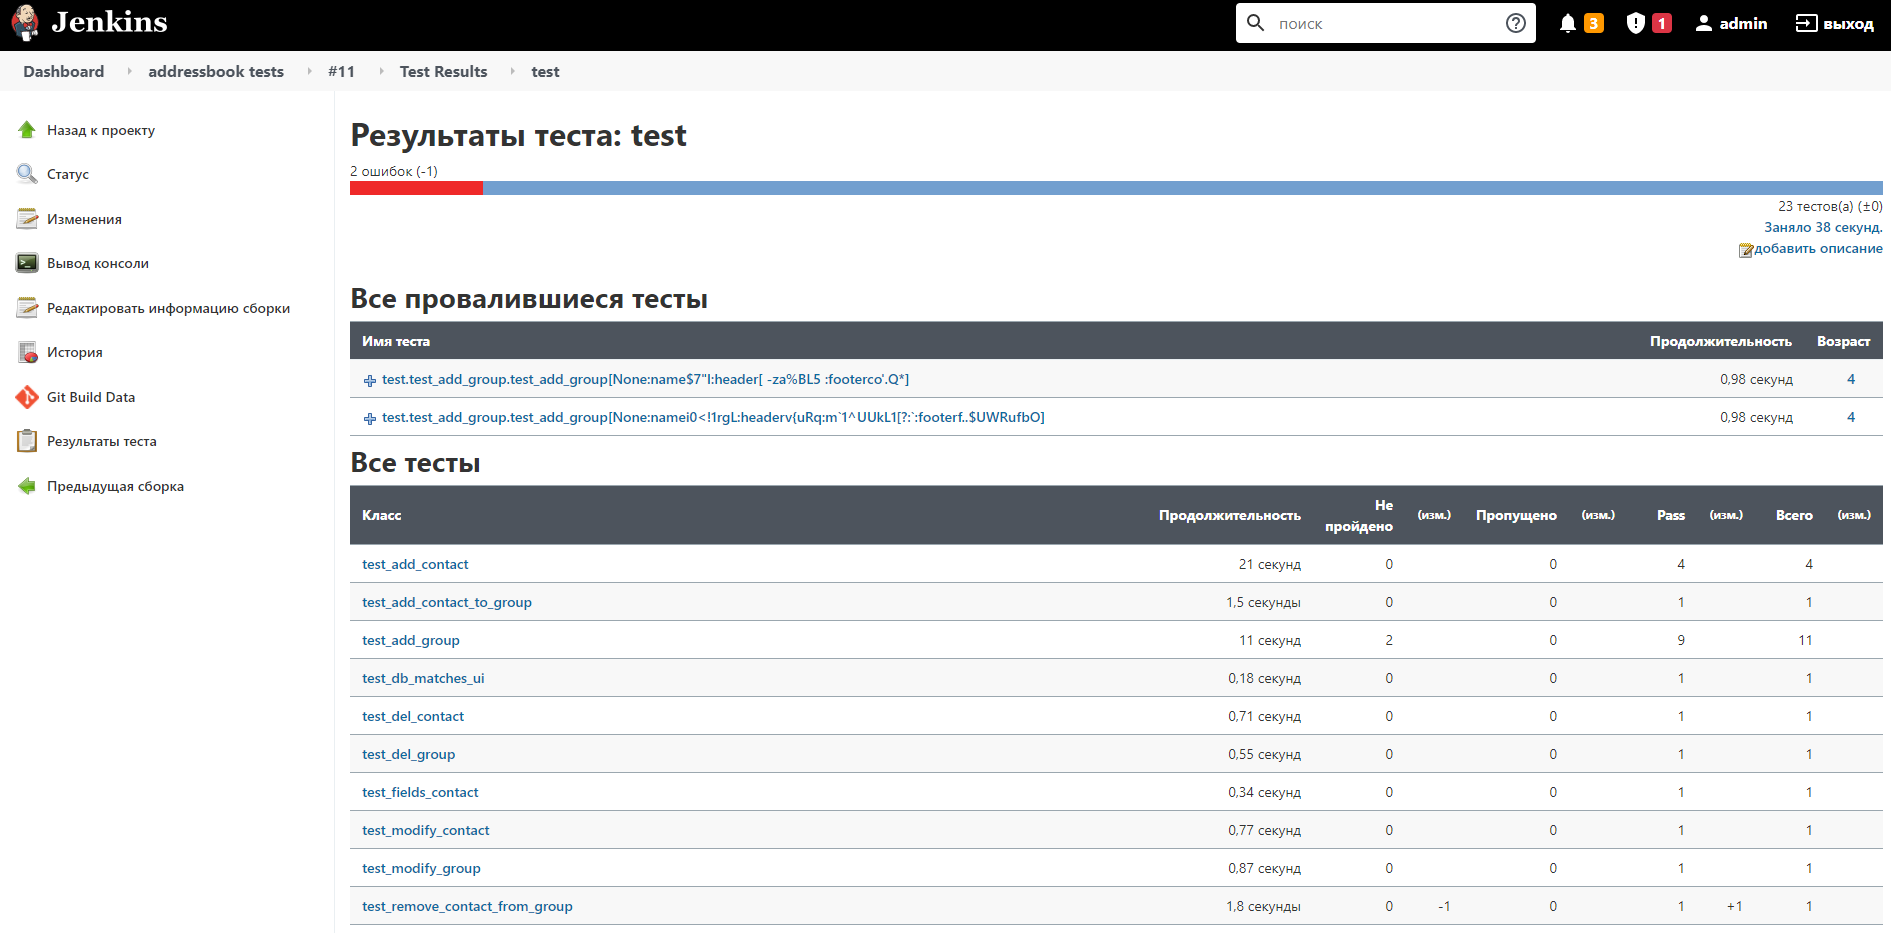 Jenkins
поиск
3
1
admin
выход
Dashboard
addressbook tests
#11
Test Results
test
Назад к проекту
Статус
Изменения
Вывод консоли
Редактировать информацию сборки
История
Git Build Data
Результаты теста
Предыдущая сборка
Результаты теста: test
2 ошибок (-1)
23 тестов(а) (±0)
Заняло 38 секунд.
добавить описание
Все провалившиеся тесты
Имя теста Продолжительность Возраст
test.test_add_group.test_add_group[None:name$7"I:header[ -za%BL5 :footerco'.Q*] 0,98 секунд 4
test.test_add_group.test_add_group[None:namei0<!1rgL:headerv{uRq:m`1^UUkL1[?:`:footerf..$UWRufbO] 0,98 секунд 4
Все тесты
Класс Продолжительность Не пройдено (изм.) Пропущено (изм.) Pass (изм.) Всего (изм.)
test_add_contact 21 секунд 0 0 4 4
test_add_contact_to_group 1,5 секунды 0 0 1 1
test_add_group 11 секунд 2 0 9 11
test_db_matches_ui 0,18 секунд 0 0 1 1
test_del_contact 0,71 секунд 0 0 1 1
test_del_group 0,55 секунд 0 0 1 1
test_fields_contact 0,34 секунд 0 0 1 1
test_modify_contact 0,77 секунд 0 0 1 1
test_modify_group 0,87 секунд 0 0 1 1
test_remove_contact_from_group 1,8 секунды 0 -1 0 1 +1 1